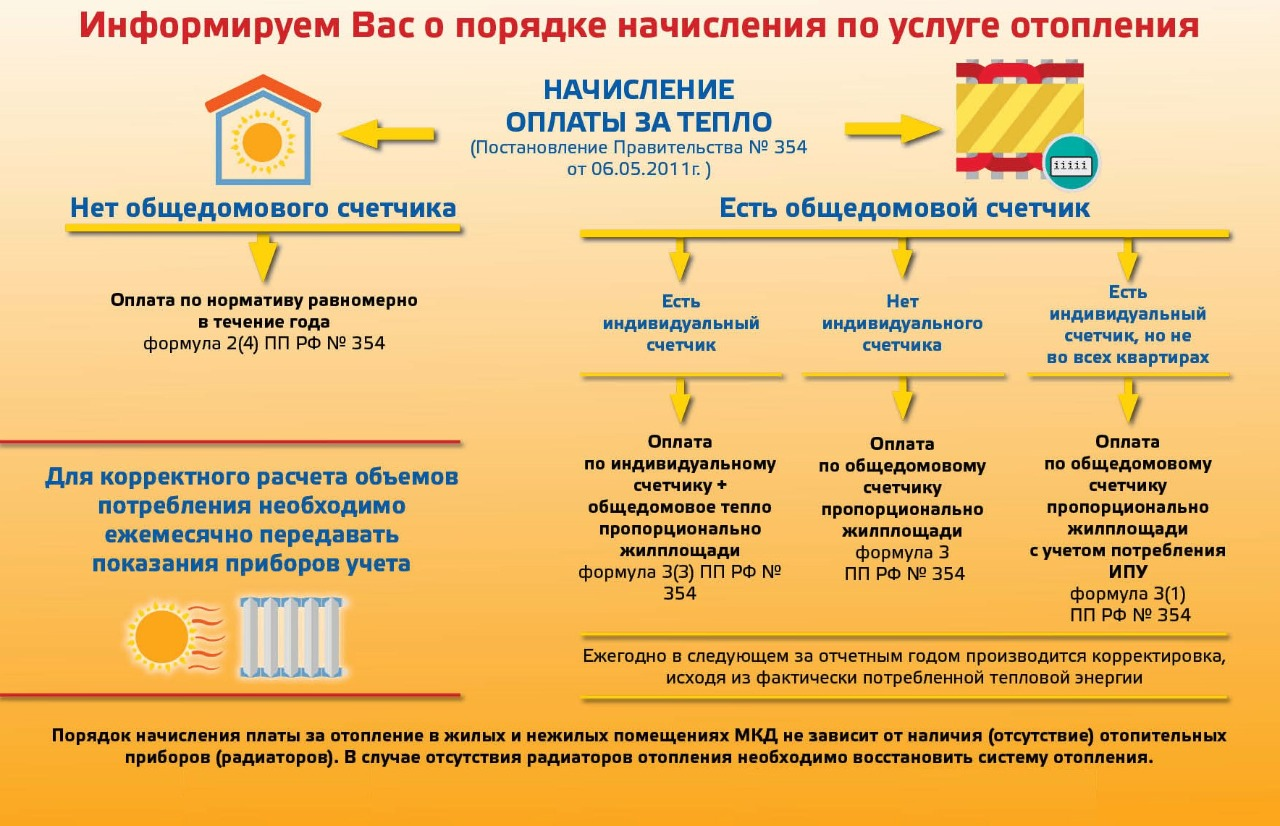 Информируем Вас о порядке начисления по услуге отопления
НАЧИСЛЕНИЕ
ОПЛАТЫ ЗА ТЕПЛО
(Постановление Правительства № 354
от 06.05.2011г. )
Нет общедомового счетчика
Оплата по нормативу равномерно
в течение года
формула 2(4) ПП РФ № 354
Для корректного расчета объемов
потребления необходимо
ежемесячно передавать
показания приборов учета
iiiii
Есть общедомовой счетчик
Есть
индивидуальный
счетчик
Оплата
по индивидуальному
счетчику +
общедомовое тепло
пропорционально
жилплощади
формула 3(3) ПП РФ №
354
Нет
индивидуального
счетчика
Оплата
по общедомовому
счетчику
пропорционально
жилплощади
формула 3
ПП РФ № 354
Есть
индивидуальный
счетчик, но не
во всех квартирах
Оплата
по общедомовому
счетчику
пропорционально
жилплощади
с учетом потребления
ИПУ
формула 3(1)
ПП РФ № 354
Ежегодно в следующем за отчетным годом производится корректировка,
исходя из фактически потребленной тепловой энергии
Порядок начисления платы за отопление в жилых и нежилых помещениях МКД не зависит от наличия (отсутствие) отопительных
приборов (радиаторов). В случае отсутствия радиаторов отопления необходимо восстановить систему отопления.